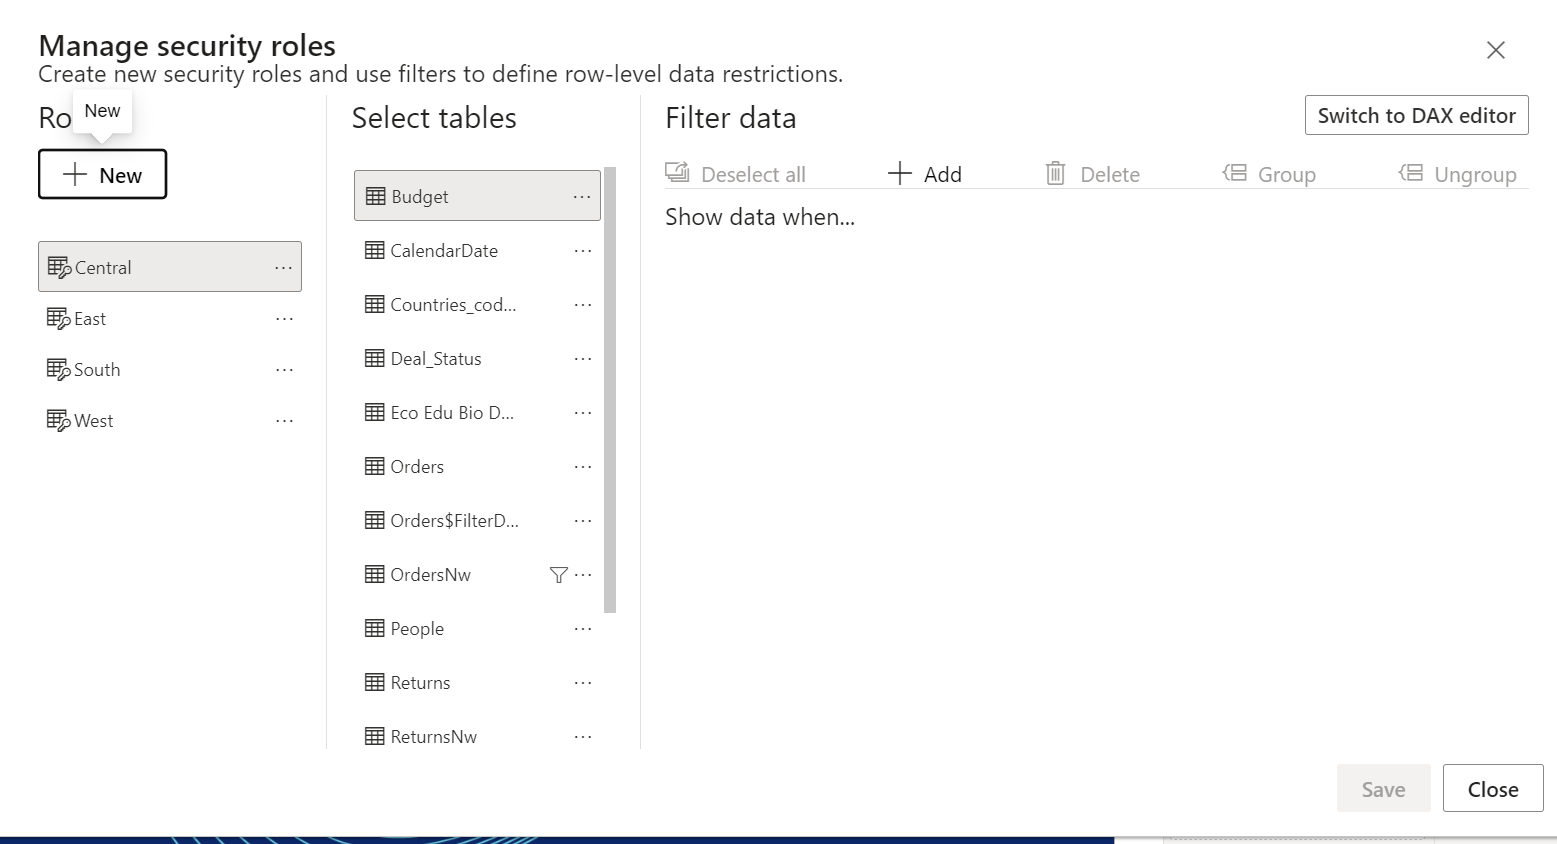 Manage security roles
Create new security roles and use filters to define row-level data restrictions.
Ro
New
New
Central
East
South
West
Select tables
Budget
CalendarDate
Countries_cod...
Deal_Status
Eco Edu Bio D...
Orders
Orders$FilterD...
OrdersNw
People
Returns
ReturnsNw
Filter data
Switch to DAX editor
Deselect all
Add
Delete
Group
Ungroup
Show data when...
Save
Close